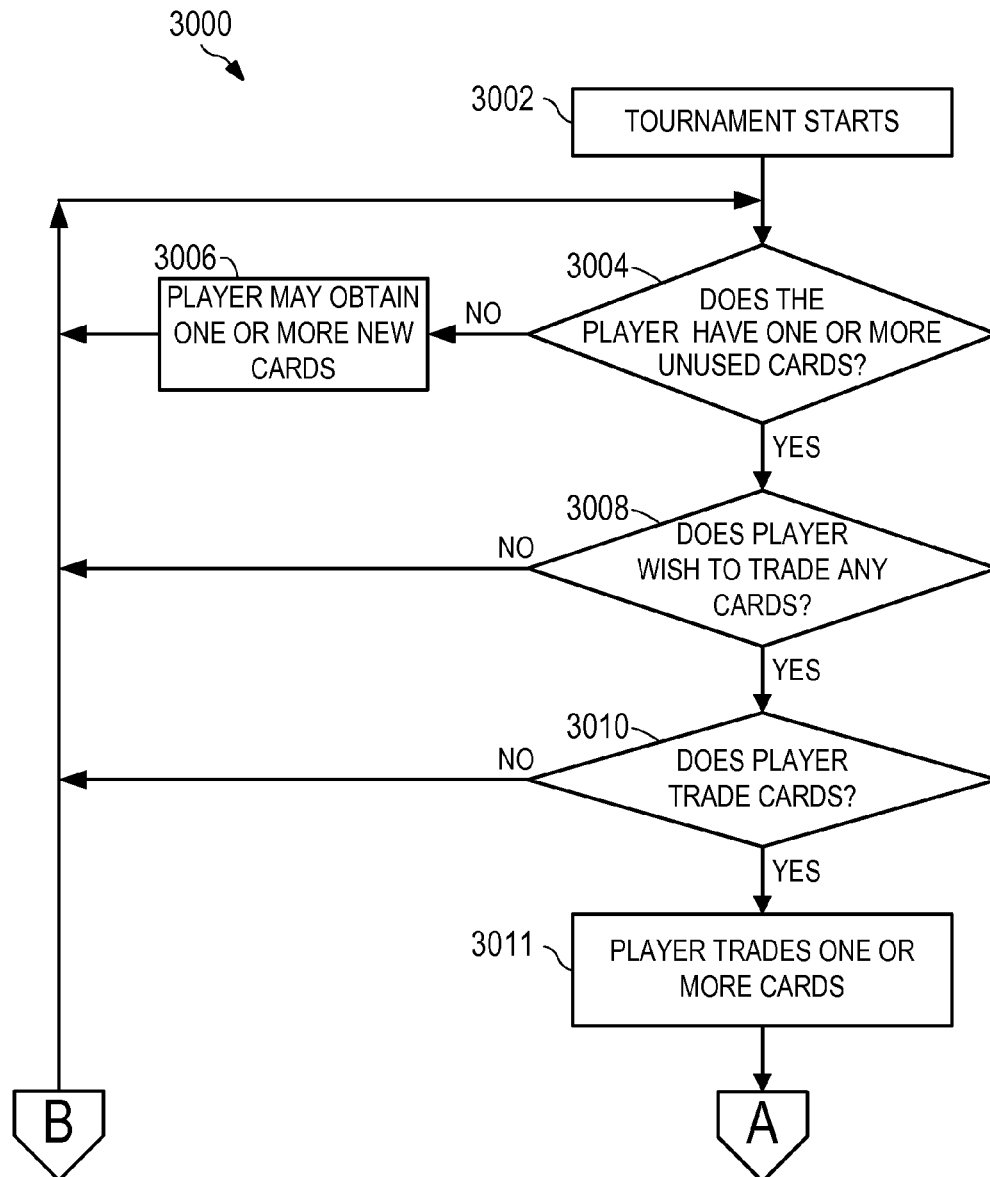 3000
3002
TOURNAMENT STARTS
3006
PLAYER MAY OBTAIN
ONE OR MORE NEW
CARDS
NO
3004
DOES THE
PLAYER HAVE ONE OR MORE
UNUSED CARDS?
YES
3008
NO
DOES PLAYER
WISH TO TRADE ANY
CARDS?
YES
3010
NO
DOES PLAYER
TRADE CARDS?
YES
3011
PLAYER TRADES ONE OR
MORE CARDS
B
A